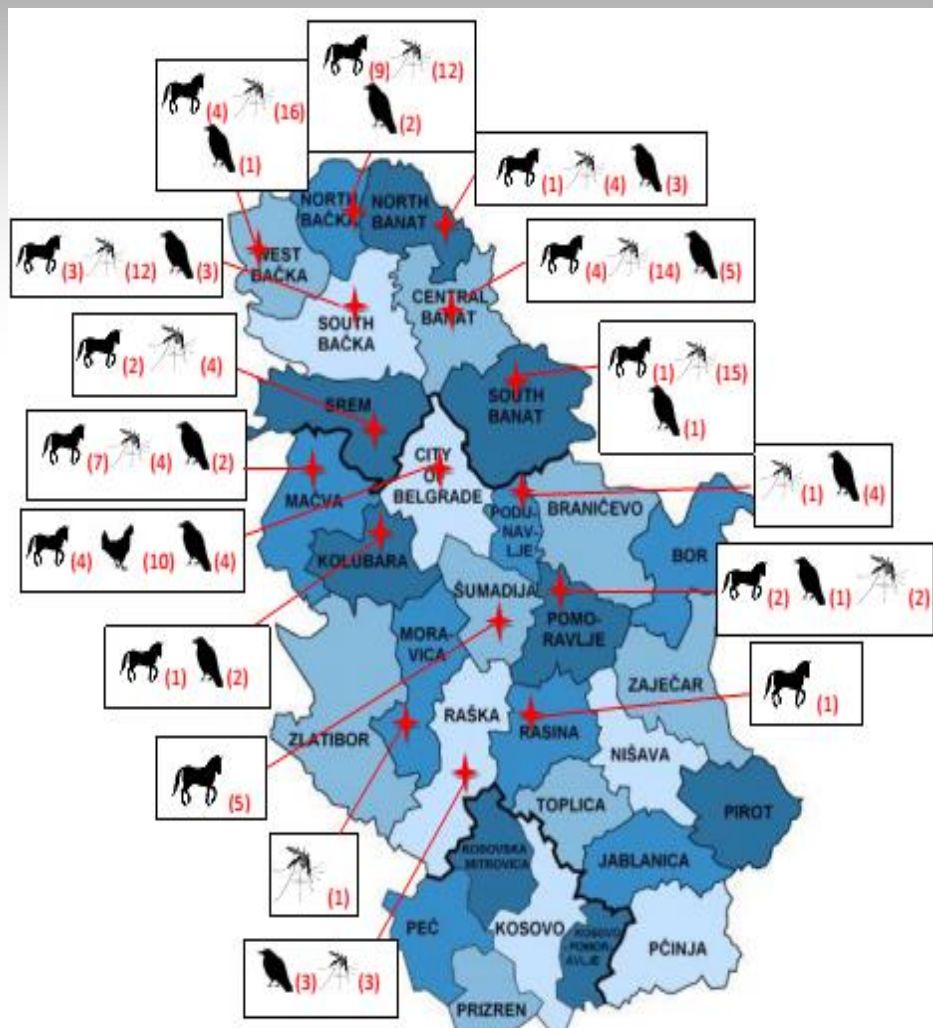 (9) (12)
(2)
(4) (16)
(1)
(1) (4) (3)
NORTH
BAČKA
NORTH
BANAT
(3) (12) (3)
WEST
BAČKA
(4) (14) (5)
CENTRAL
BANAT
SOUTH
BAČKA
(2) (4)
(1) (15)
(1)
SOUTH
BANAT
SREM
(7) (4) (2)
MAČVA
CITY
OF
BELGRADE
(1) (4)
PODU-
NAV-
LJE
BRANIČEVO
(4) (10) (4)
KOLUBARA
BOR
ŠUMADIJA
(2) (1) (2)
POMO-
RAVLJE
MORA-
VICA
(1) (2)
ZAJEČAR
(1)
RAŠKA
RASINA
ZLATIBOR
NIŠAVA
(5)
TOPLICA
PIROT
KOSOVSKA
MITROVICA
JABLANICA
(1)
PEĆ
KOSOVO
KOSOVO
-POMOR-
AVLJE
PČINJA
(3) (3)
PRIZREN